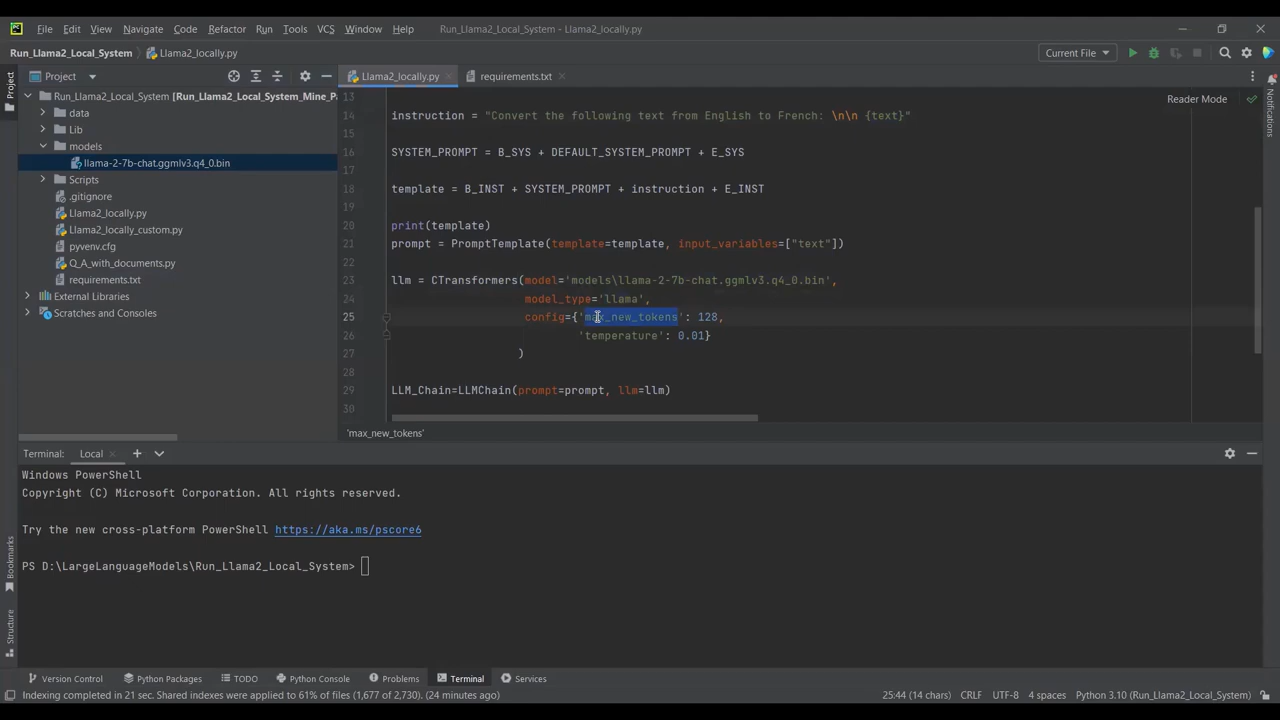 PC File Edit View Navigate Code Refactor Run Tools VCS Window Help Run_Llama2_Local_System - Llama2_locally.py
Run_Llama2_Local_System Llama2_locally.py Current File
Project Project Llama2_locally.py requirements.txt Notifications
Run_Llama2_Local_System [Run_Llama2_Local_System_Mine_Pa
data
Lib
models
llama-2-7b-chat.ggmlv3.q4_0.bin
Scripts
.gitignore
Llama2_locally.py
Llama2_locally_custom.py
pyvenv.cfg
Q_A_with_documents.py
requirements.txt
External Libraries
Scratches and Consoles
Reader Mode
13
14 instruction = "Convert the following text from English to French: \n\n {text}"
15
16 SYSTEM_PROMPT = B_SYS + DEFAULT_SYSTEM_PROMPT + E_SYS
17
18 template = B_INST + SYSTEM_PROMPT + instruction + E_INST
19
20 print(template)
21 prompt = PromptTemplate(template=template, input_variables=["text"])
22
23 llm = CTransformers(model='models\llama-2-7b-chat.ggmlv3.q4_0.bin',
24 model_type='llama',
25 config={'max_new_tokens': 128,
26 'temperature': 0.01}
27 )
28
29 LLM_Chain=LLMChain(prompt=prompt, llm=llm)
30
'max_new_tokens'
Terminal: Local
Windows PowerShell
Copyright (C) Microsoft Corporation. All rights reserved.
Try the new cross-platform PowerShell https://aka.ms/pscore6
PS D:\LargeLanguageModels\Run_Llama2_Local_System>
Bookmarks
Structure
Version Control Python Packages TODO Python Console Problems Terminal Services
Indexing completed in 21 sec. Shared indexes were applied to 61% of files (1,677 of 2,730). (24 minutes ago) 25:44 (14 chars) CRLF UTF-8 4 spaces Python 3.10 (Run_Llama2_Local_System)